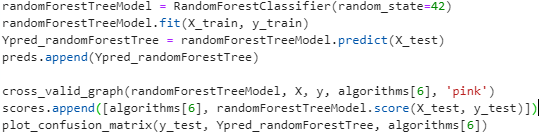 randomForestTreeModel = RandomForestClassifier(random_state=42)
randomForestTreeModel.fit(X_train, y_train)
Ypred_randomForestTree = randomForestTreeModel.predict(X_test)
preds.append(Ypred_randomForestTree)
cross_valid_graph(randomForestTreeModel, X, y, algorithms[6], 'pink')
scores.append([algorithms[6], randomForestTreeModel.score(X_test, y_test)])
plot_confusion_matrix(y_test, Ypred_randomForestTree, algorithms[6])